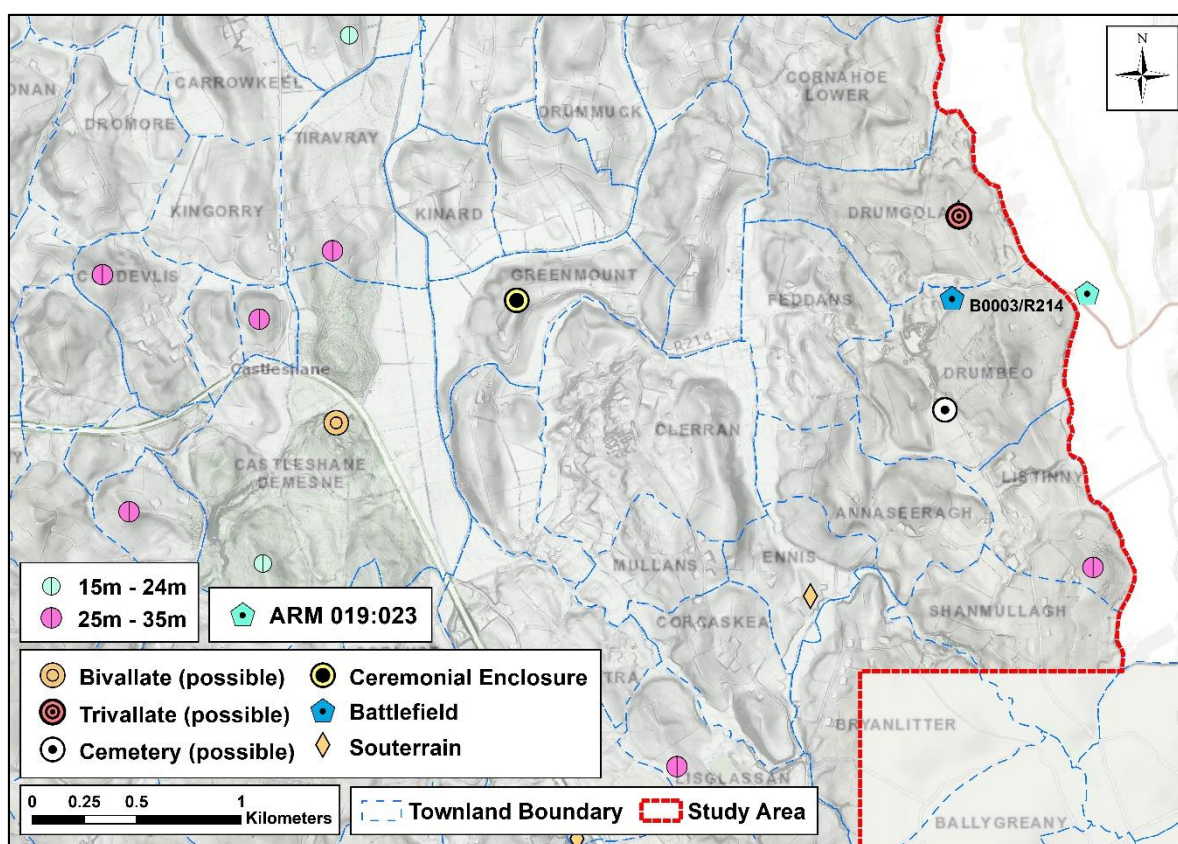 ONAN
CARROWKEEL
DROMORE
TIRAVRAY
DRUMMUCK
CORNAHOE
LOWER
N
KINGORRY
KINARD
DRUMGOLA
GREENMOUNT
FEDDANS
B0003/R214
R214
Castleshane
DRUMBEO
CLERRAN
CASTLESHANE
DEMESNE
LISTINNY
ANNASEERAGH
MULLANS
ENNIS
SHANMULLAGH
CORCASKEA
TRA
BRYANLITTER
LISGLASSAN
BALLYGREANY
15m - 24m
25m - 35m
ARM 019:023
Bivallate (possible)
Trivallate (possible)
Cemetery (possible)
Ceremonial Enclosure
Battlefield
Souterrain
0 0.25 0.5 1
Kilometers
Townland Boundary
Study Area